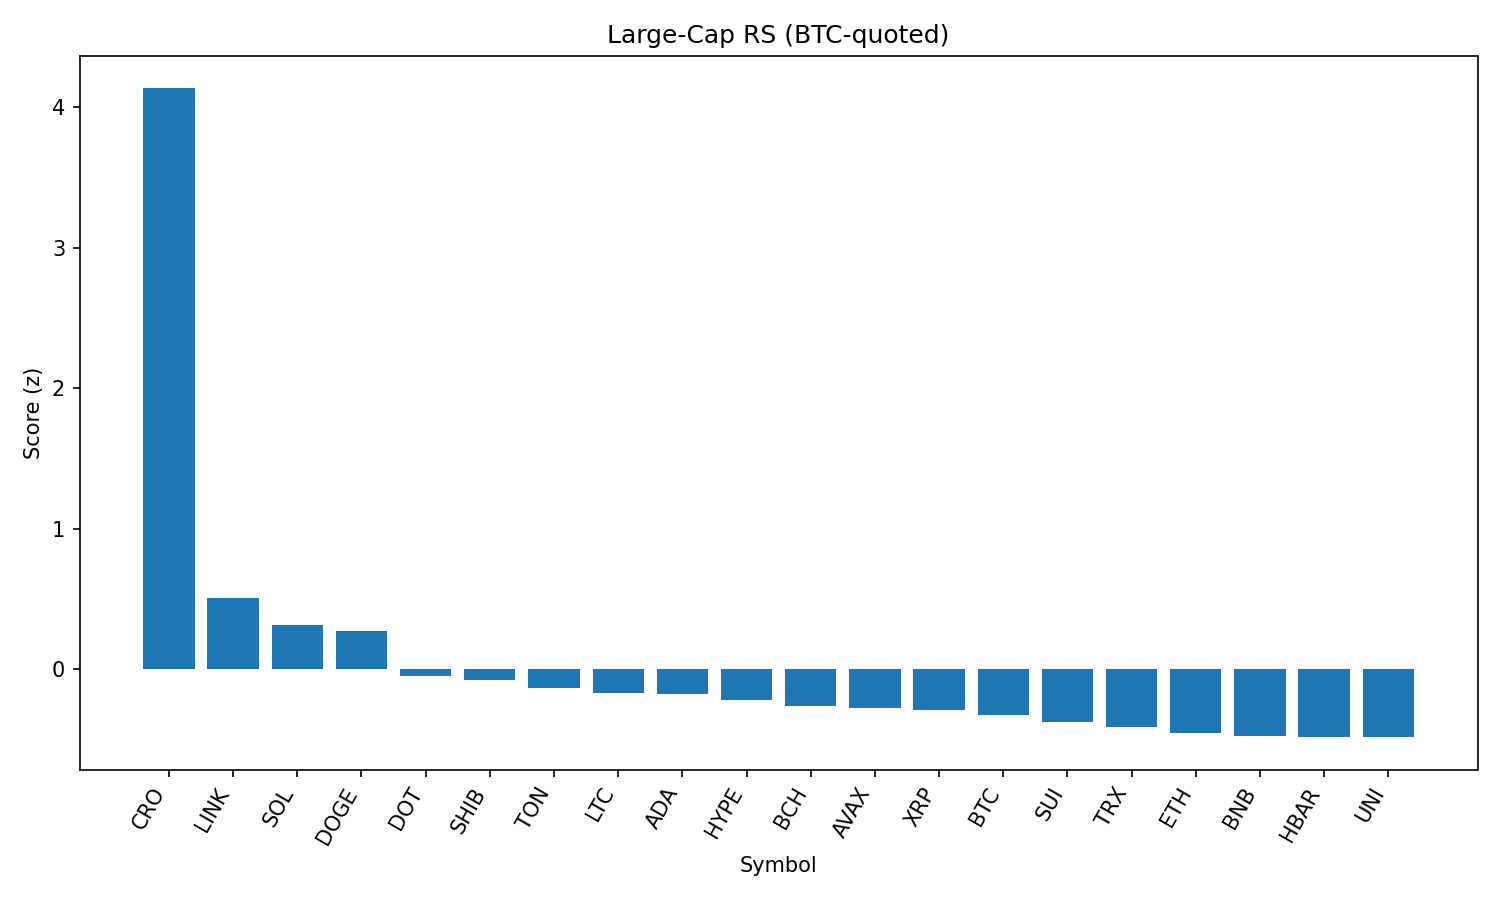 Large-Cap RS (BTC-quoted)
Score (z)
4
3
2
1
0
CRO
LINK
SOL
DOGE
DOT
SHIB
TON
LTC
ADA
HYPE
BCH
AVAX
XRP
BTC
SUI
TRX
ETH
BNB
HBAR
UNI
Symbol